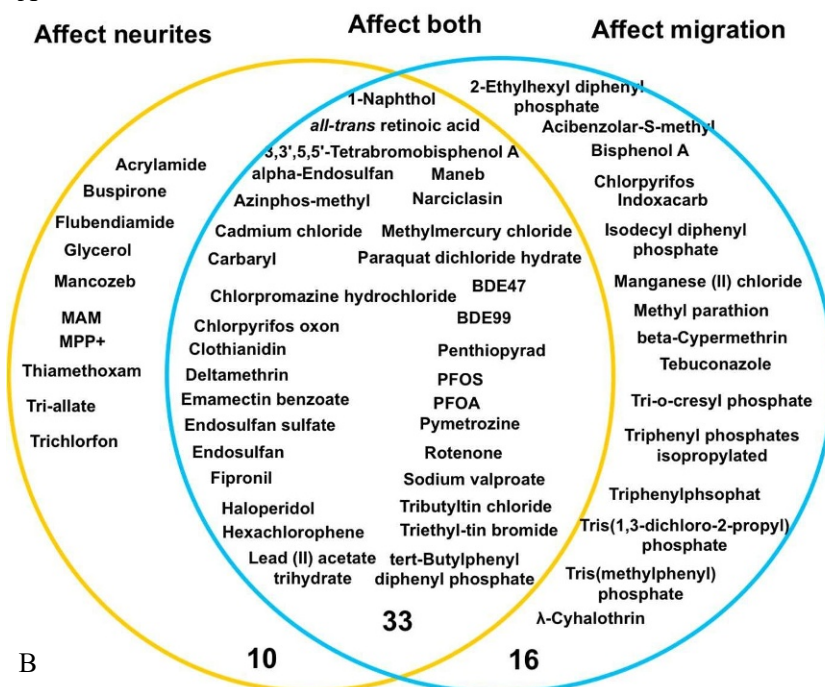 Affect neurites
Affect both
Affect migration
Acrylamide
Buspirone
Flubendiamide
Glycerol
Mancozeb
MAM
MPP+
Thiamethoxam
Tri-allate
Trichlorfon
1-Naphthol
all-trans retinoic acid
3,3',5,5'-Tetrabromobisphenol A
alpha-Endosulfan
Maneb
Azinphos-methyl
Narciclasin
Cadmium chloride
Methylmercury chloride
Carbaryl
Paraquat dichloride hydrate
Chlorpromazine hydrochloride
BDE47
Chlorpyrifos oxon
BDE99
Clothianidin
Penthiopyrad
Deltamethrin
PFOS
Emamectin benzoate
PFOA
Endosulfan sulfate
Pymetrozine
Endosulfan
Rotenone
Fipronil
Sodium valproate
Haloperidol
Tributyltin chloride
Hexachlorophene
Triethyl-tin bromide
Lead (II) acetate
trihydrate
tert-Butylphenyl
diphenyl phosphate
2-Ethylhexyl diphenyl
phosphate
Acibenzolar-S-methyl
Bisphenol A
Chlorpyrifos
Indoxacarb
Isodecyl diphenyl
phosphate
Manganese (II) chloride
Methyl parathion
beta-Cypermethrin
Tebuconazole
Tri-o-cresyl phosphate
Triphenyl phosphates
isopropylated
Triphenylphsophat
Tris(1,3-dichloro-2-propyl)
phosphate
Tris(methylphenyl)
phosphate
λ-Cyhalothrin
33
10
16
B